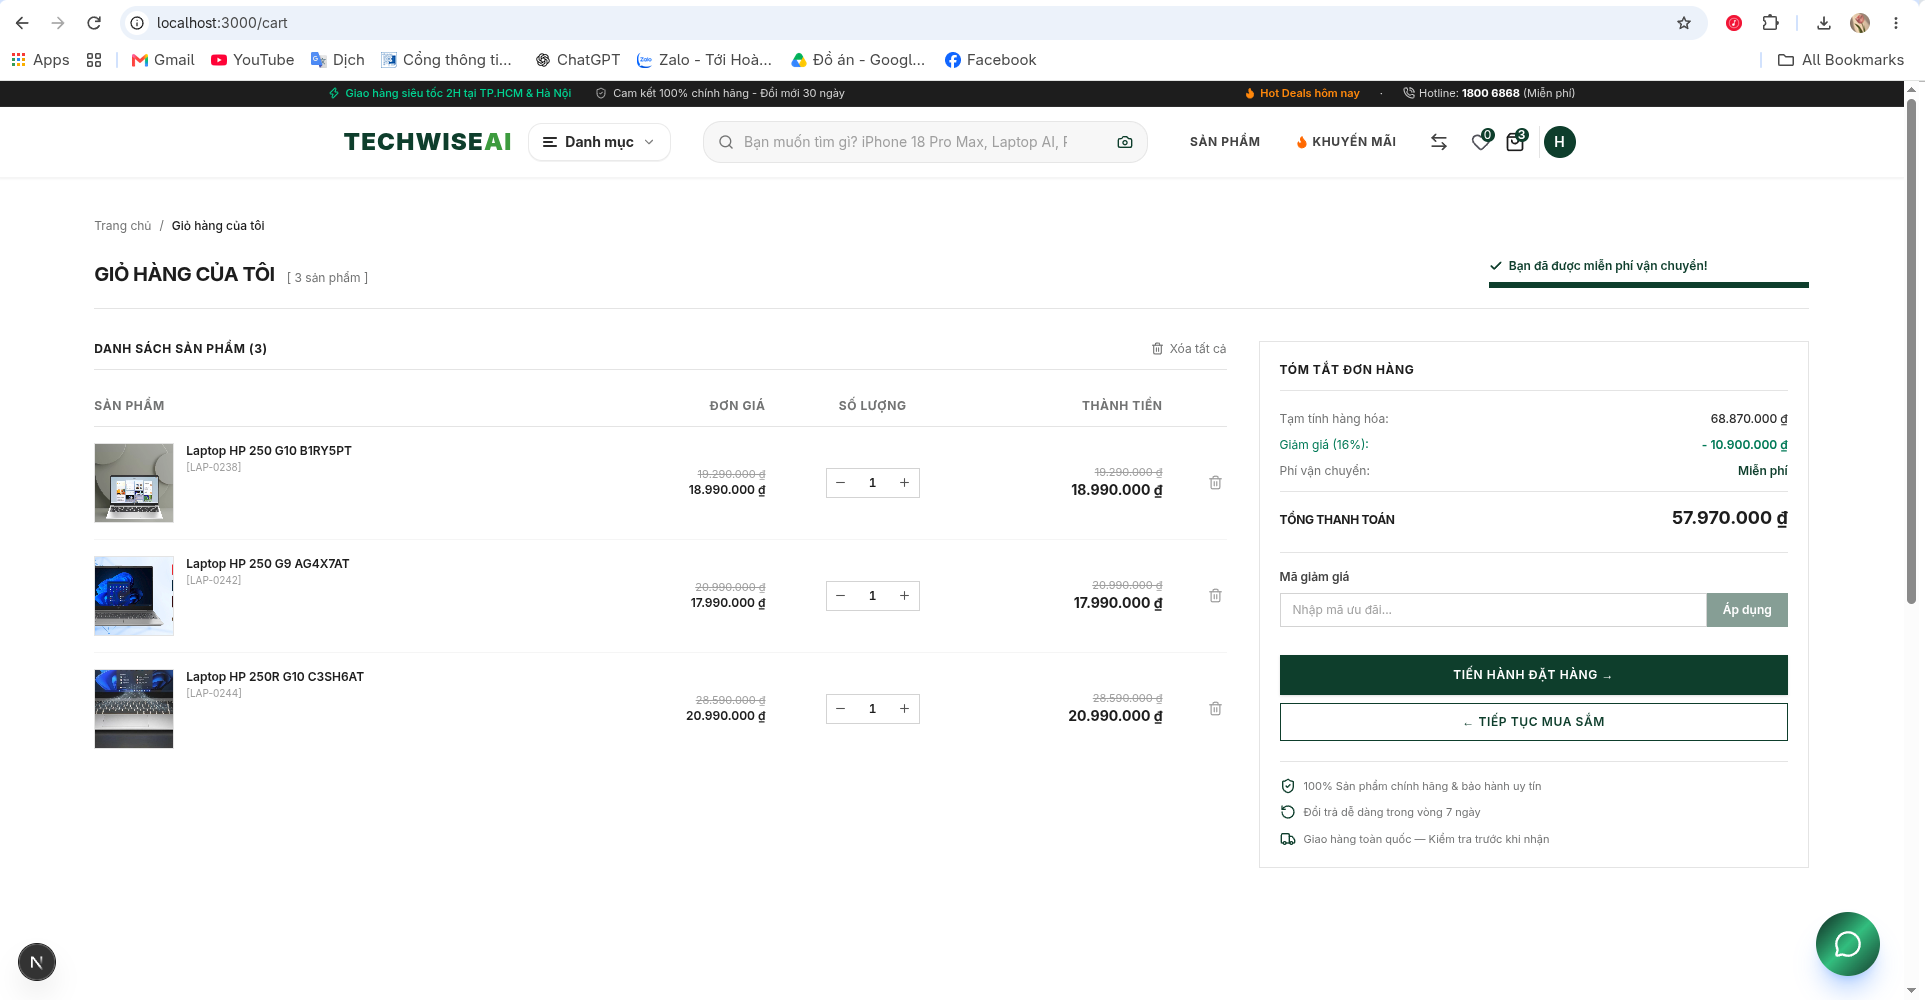 localhost:3000/cart
Apps Gmail YouTube Dịch Cổng thông ti... ChatGPT Zalo - Tới Hoà... Đồ án - Googl... Facebook All Bookmarks
Giao hàng siêu tốc 2H tại TP.HCM & Hà Nội Cam kết 100% chính hãng - Đổi mới 30 ngày Hot Deals hôm nay · Hotline: 1800 6868 (Miễn phí)
TECHWISEAI Danh mục Bạn muốn tìm gì? iPhone 18 Pro Max, Laptop AI, SẢN PHẨM KHUYẾN MÃI 0 3 H
Trang chủ / Giỏ hàng của tôi
GIỎ HÀNG CỦA TÔI [ 3 sản phẩm ]
Bạn đã được miễn phí vận chuyển!
DANH SÁCH SẢN PHẨM (3) Xóa tất cả
SẢN PHẨM ĐƠN GIÁ SỐ LƯỢNG THÀNH TIỀN
Laptop HP 250 G10 B1RY5PT
[LAP-0238]
19.290.000 ₫
18.990.000 ₫
− 1 +
19.290.000 ₫
18.990.000 ₫
Laptop HP 250 G9 AG4X7AT
[LAP-0242]
20.990.000 ₫
17.990.000 ₫
− 1 +
20.990.000 ₫
17.990.000 ₫
Laptop HP 250R G10 C3SH6AT
[LAP-0244]
28.590.000 ₫
20.990.000 ₫
− 1 +
28.590.000 ₫
20.990.000 ₫
TÓM TẮT ĐƠN HÀNG
Tạm tính hàng hóa: 68.870.000 ₫
Giảm giá (16%): - 10.900.000 ₫
Phí vận chuyển: Miễn phí
TỔNG THANH TOÁN 57.970.000 ₫
Mã giảm giá
Nhập mã ưu đãi... Áp dụng
TIẾN HÀNH ĐẶT HÀNG →
← TIẾP TỤC MUA SẮM
100% Sản phẩm chính hãng & bảo hành uy tín
Đổi trả dễ dàng trong vòng 7 ngày
Giao hàng toàn quốc — Kiểm tra trước khi nhận
N